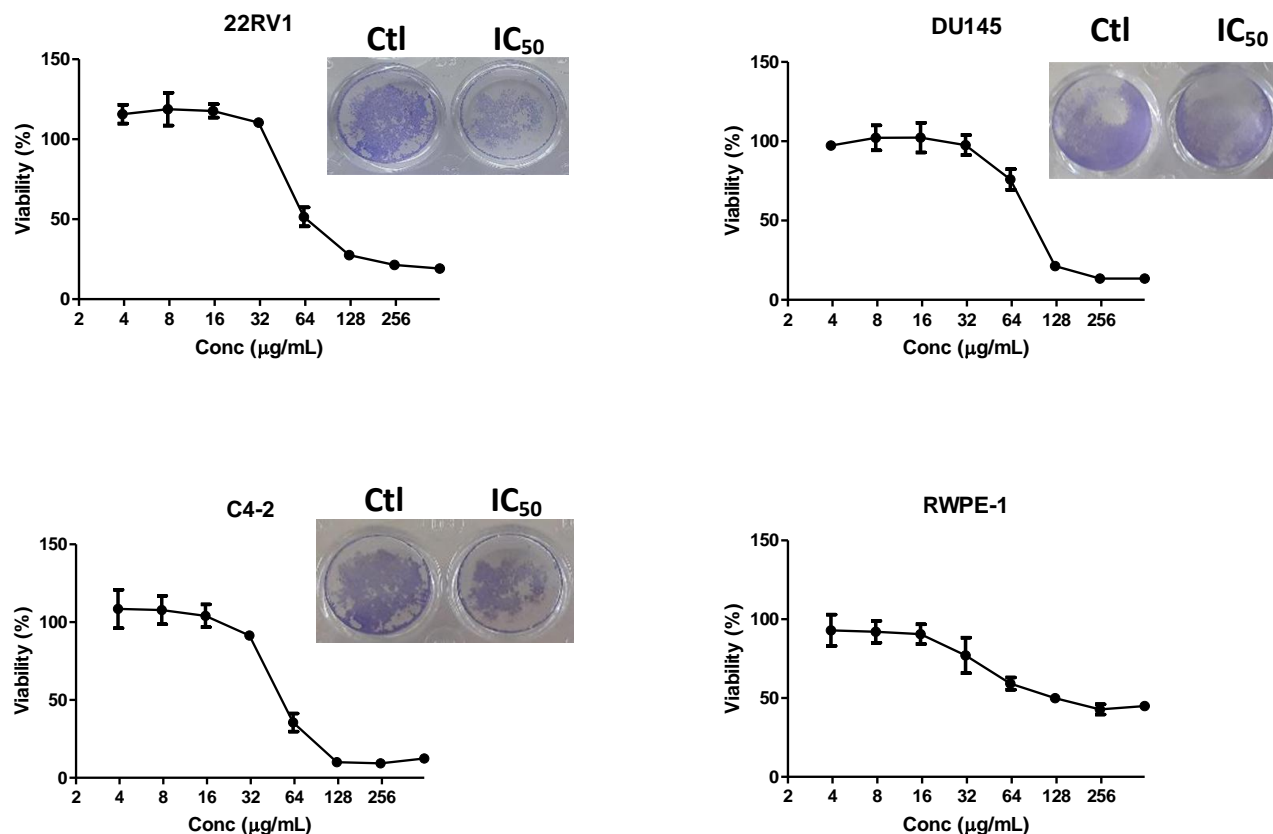 22RV1
Ctl IC₅₀
150
100
50
0
Viability (%)
2 4 8 16 32 64 128 256
Conc (µg/mL)
DU145
Ctl IC₅₀
150
100
50
0
Viability (%)
2 4 8 16 32 64 128 256
Conc (µg/mL)
C4-2
Ctl IC₅₀
150
100
50
0
Viability (%)
2 4 8 16 32 64 128 256
Conc (µg/mL)
RWPE-1
150
100
50
0
Viability (%)
2 4 8 16 32 64 128 256
Conc (µg/mL)